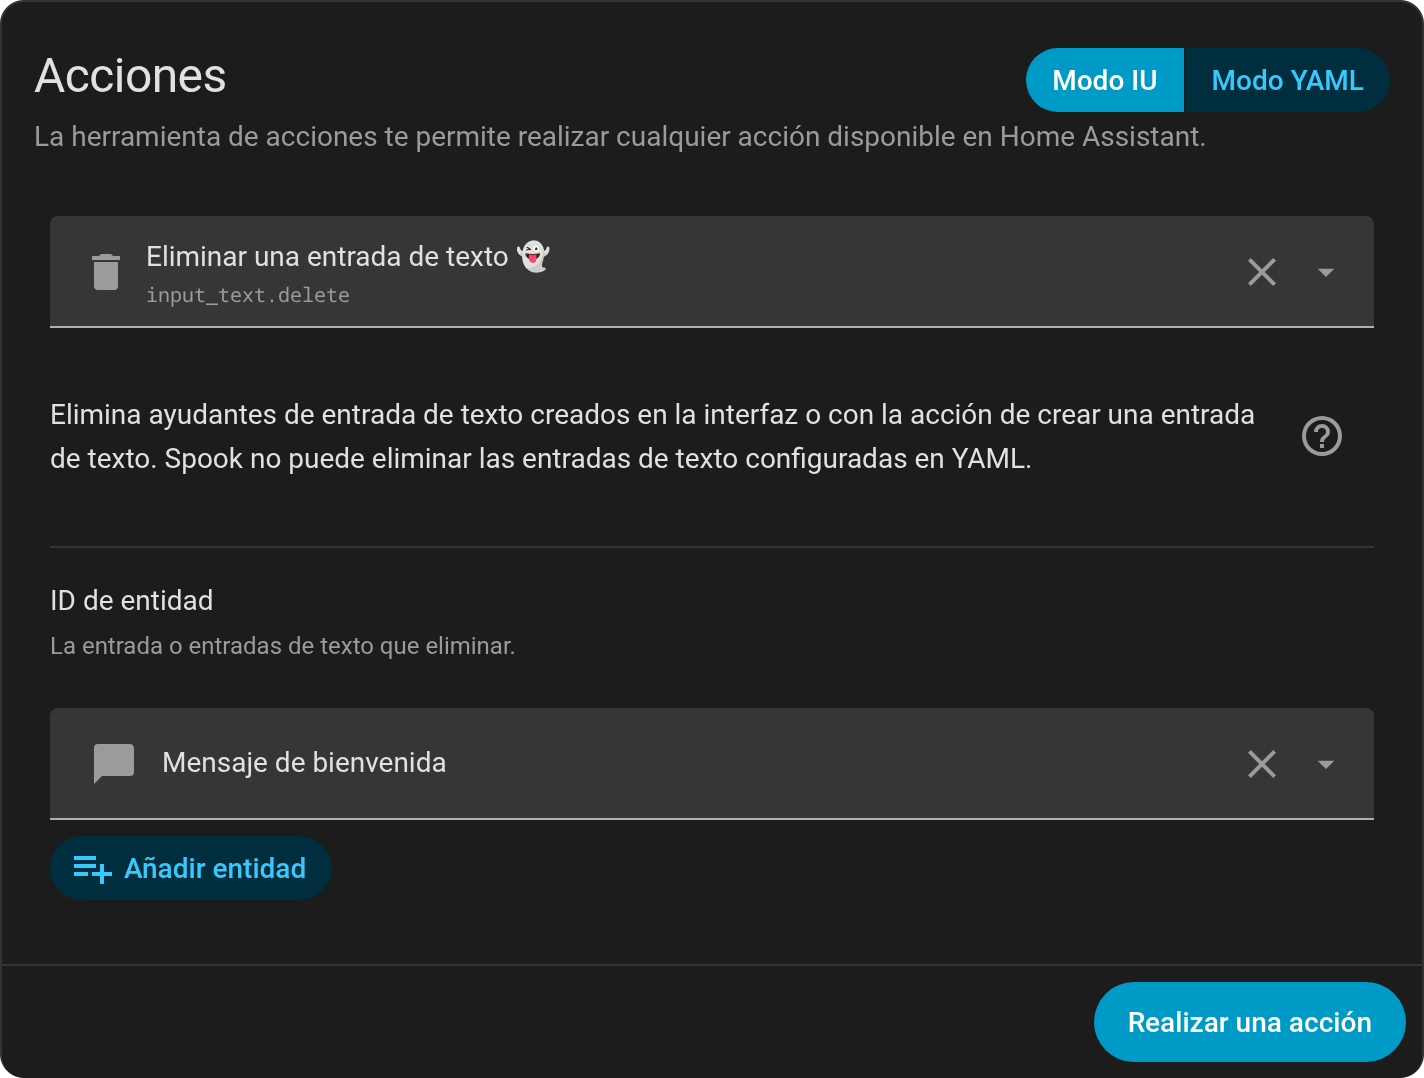 Acciones
Modo IU
Modo YAML
La herramienta de acciones te permite realizar cualquier acción disponible en Home Assistant.
Eliminar una entrada de texto 👻
input_text.delete
Elimina ayudantes de entrada de texto creados en la interfaz o con la acción de crear una entrada
de texto. Spook no puede eliminar las entradas de texto configuradas en YAML.
ID de entidad
La entrada o entradas de texto que eliminar.
Mensaje de bienvenida
Añadir entidad
Realizar una acción